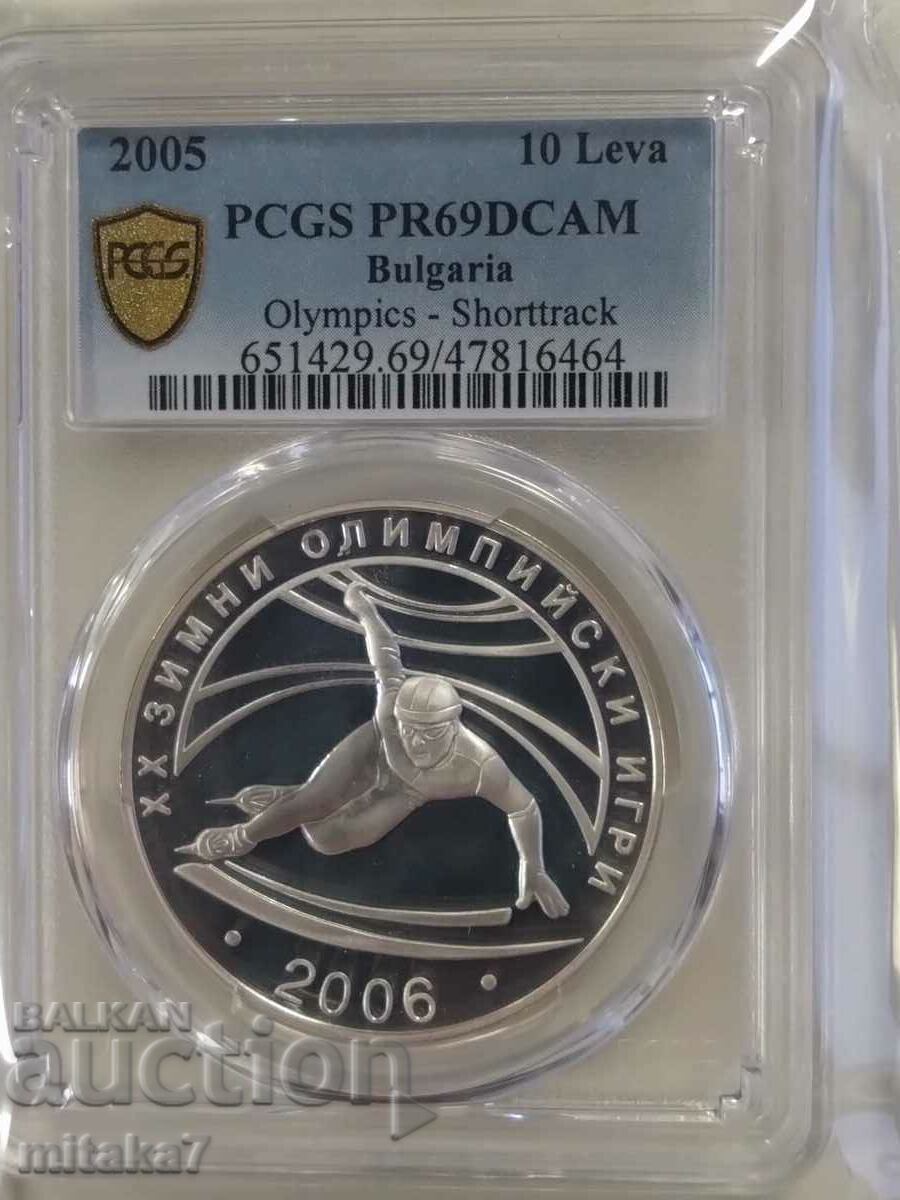 2005 10 Leva
PCGS PR69DCAM
PCGS
Bulgaria
Olympics - Shorttrack
651429.69/47816464
XX ЗИМНИ ОЛИМПИЙСКИ ИГРИ
• 2006 •
BALKAN
auction
mitaka7